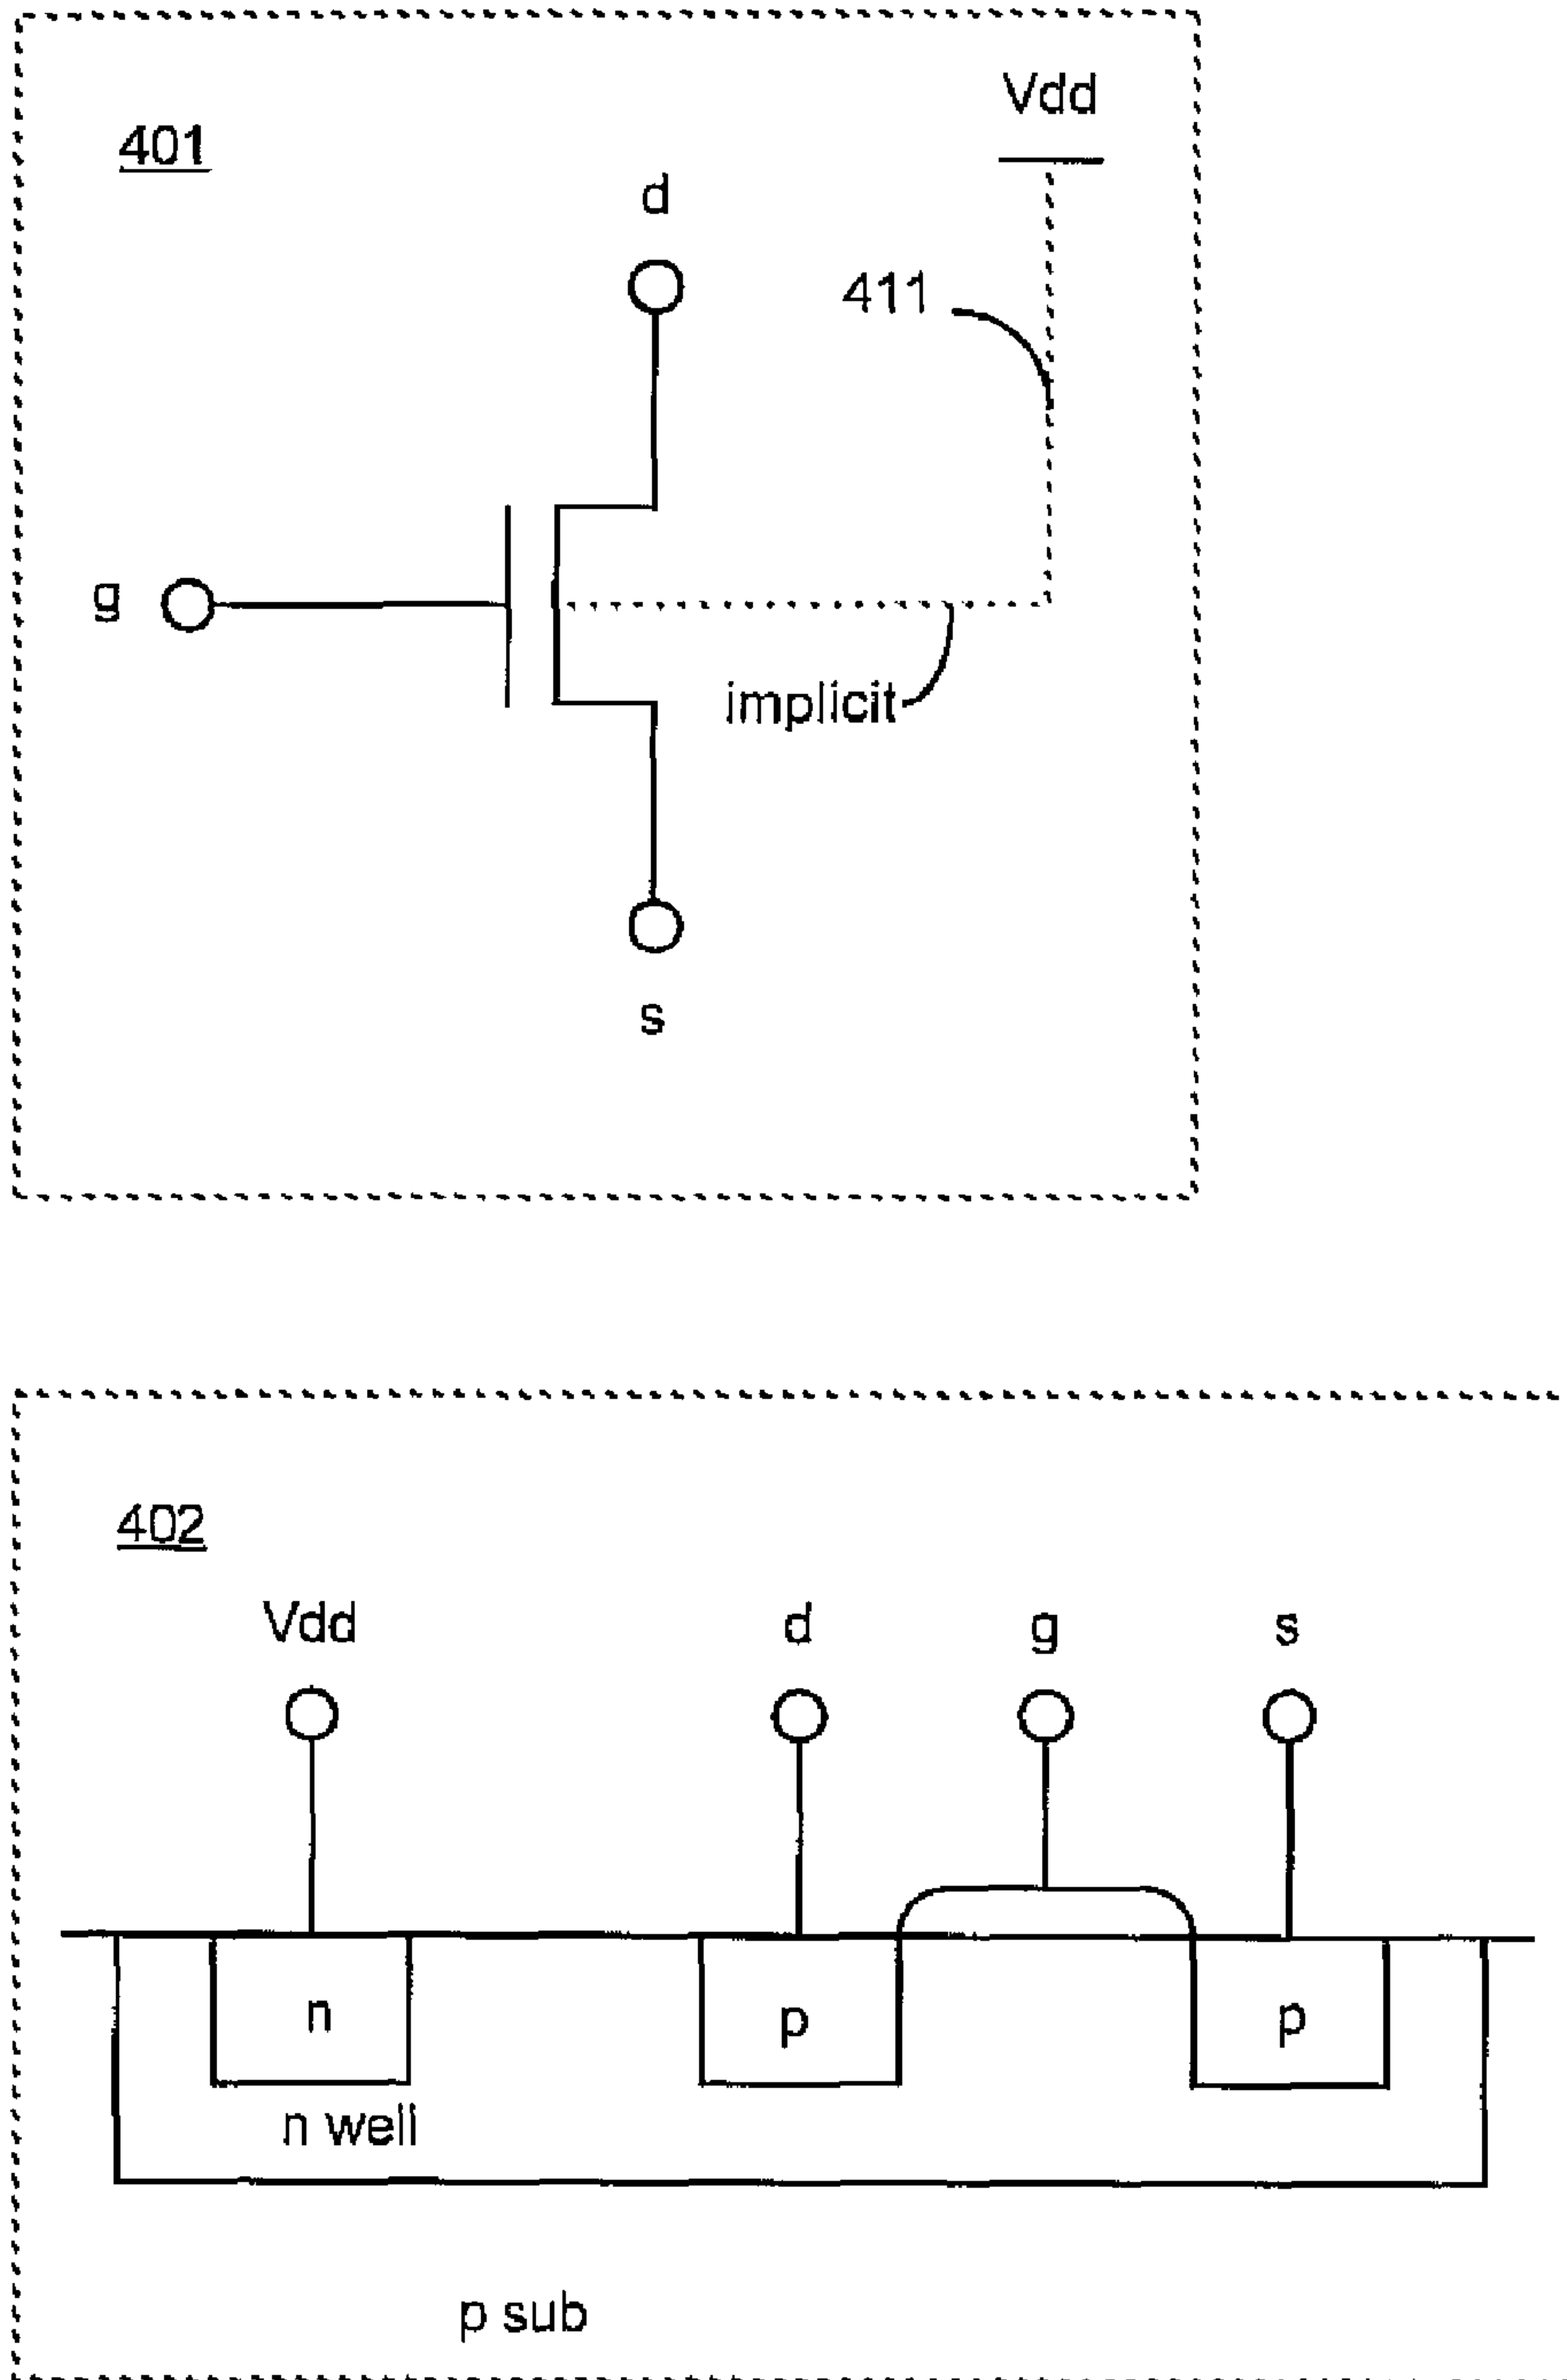 Vdd
401
d
411
g
implicit
s
402
Vdd d g s
n p p
n well
p sub